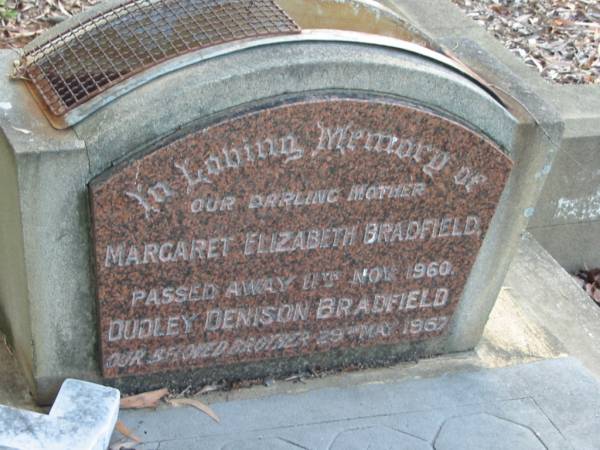 In Loving Memory of
OUR DARLING MOTHER
MARGARET ELIZABETH BRADFIELD,
PASSED AWAY 11TH NOV. 1960.
DUDLEY DENISON BRADFIELD
OUR BELOVED BROTHER 29TH MAY 1967